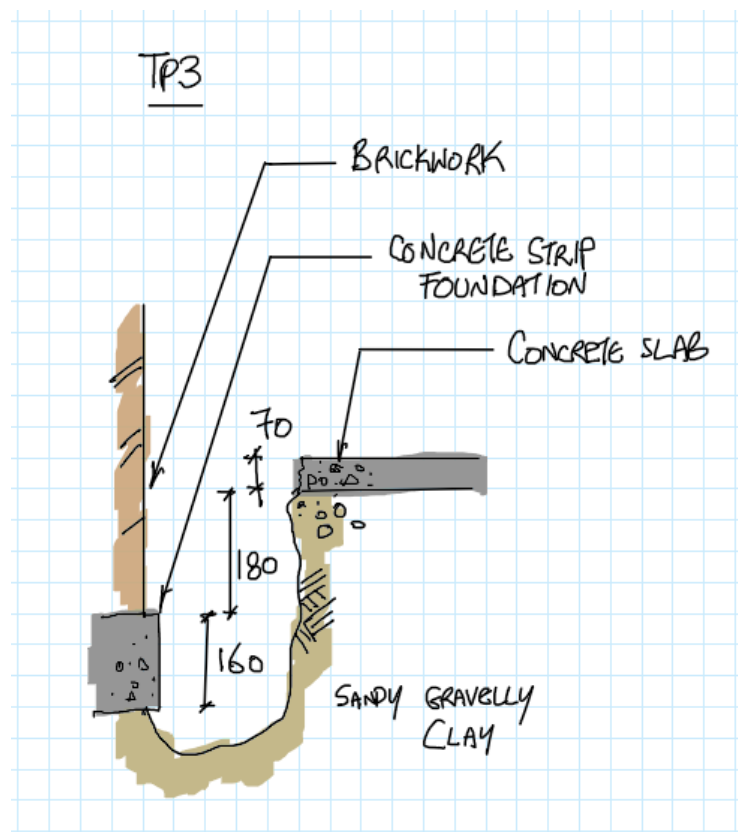 TP3
BRICKWORK
CONCRETE STRIP
FOUNDATION
CONCRETE SLAB
70
180
160
SANDY GRAVELLY
CLAY